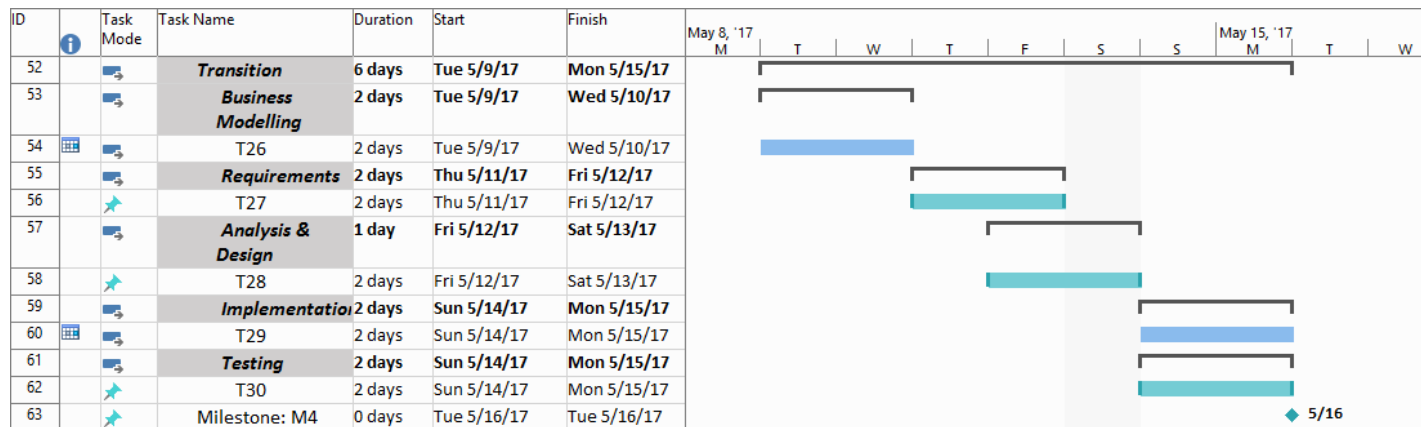 ID Task Mode Task Name Duration Start Finish May 8, '17 May 15, '17
M T W T F S S M T W
52 Transition 6 days Tue 5/9/17 Mon 5/15/17
53 Business Modelling 2 days Tue 5/9/17 Wed 5/10/17
54 T26 2 days Tue 5/9/17 Wed 5/10/17
55 Requirements 2 days Thu 5/11/17 Fri 5/12/17
56 T27 2 days Thu 5/11/17 Fri 5/12/17
57 Analysis & Design 1 day Fri 5/12/17 Sat 5/13/17
58 T28 2 days Fri 5/12/17 Sat 5/13/17
59 Implementation 2 days Sun 5/14/17 Mon 5/15/17
60 T29 2 days Sun 5/14/17 Mon 5/15/17
61 Testing 2 days Sun 5/14/17 Mon 5/15/17
62 T30 2 days Sun 5/14/17 Mon 5/15/17
63 Milestone: M4 0 days Tue 5/16/17 Tue 5/16/17 5/16